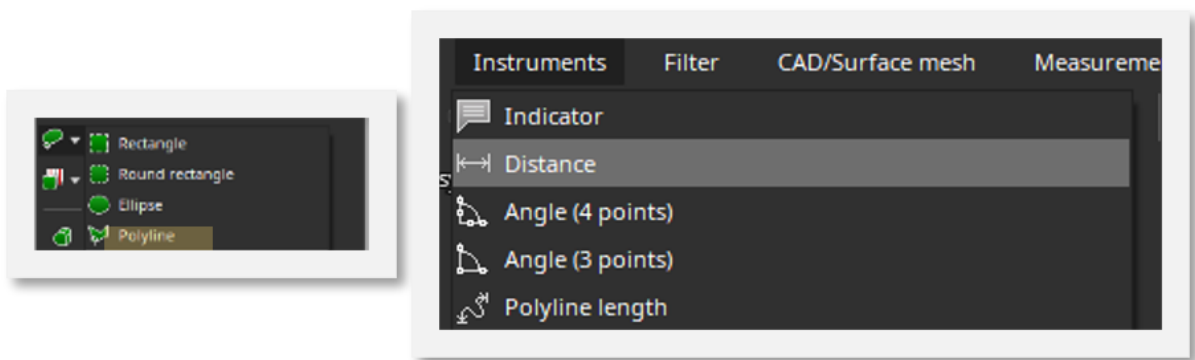 Rectangle
Round rectangle
Ellipse
Polyline
Instruments Filter CAD/Surface mesh Measureme
Indicator
Distance
Angle (4 points)
Angle (3 points)
Polyline length